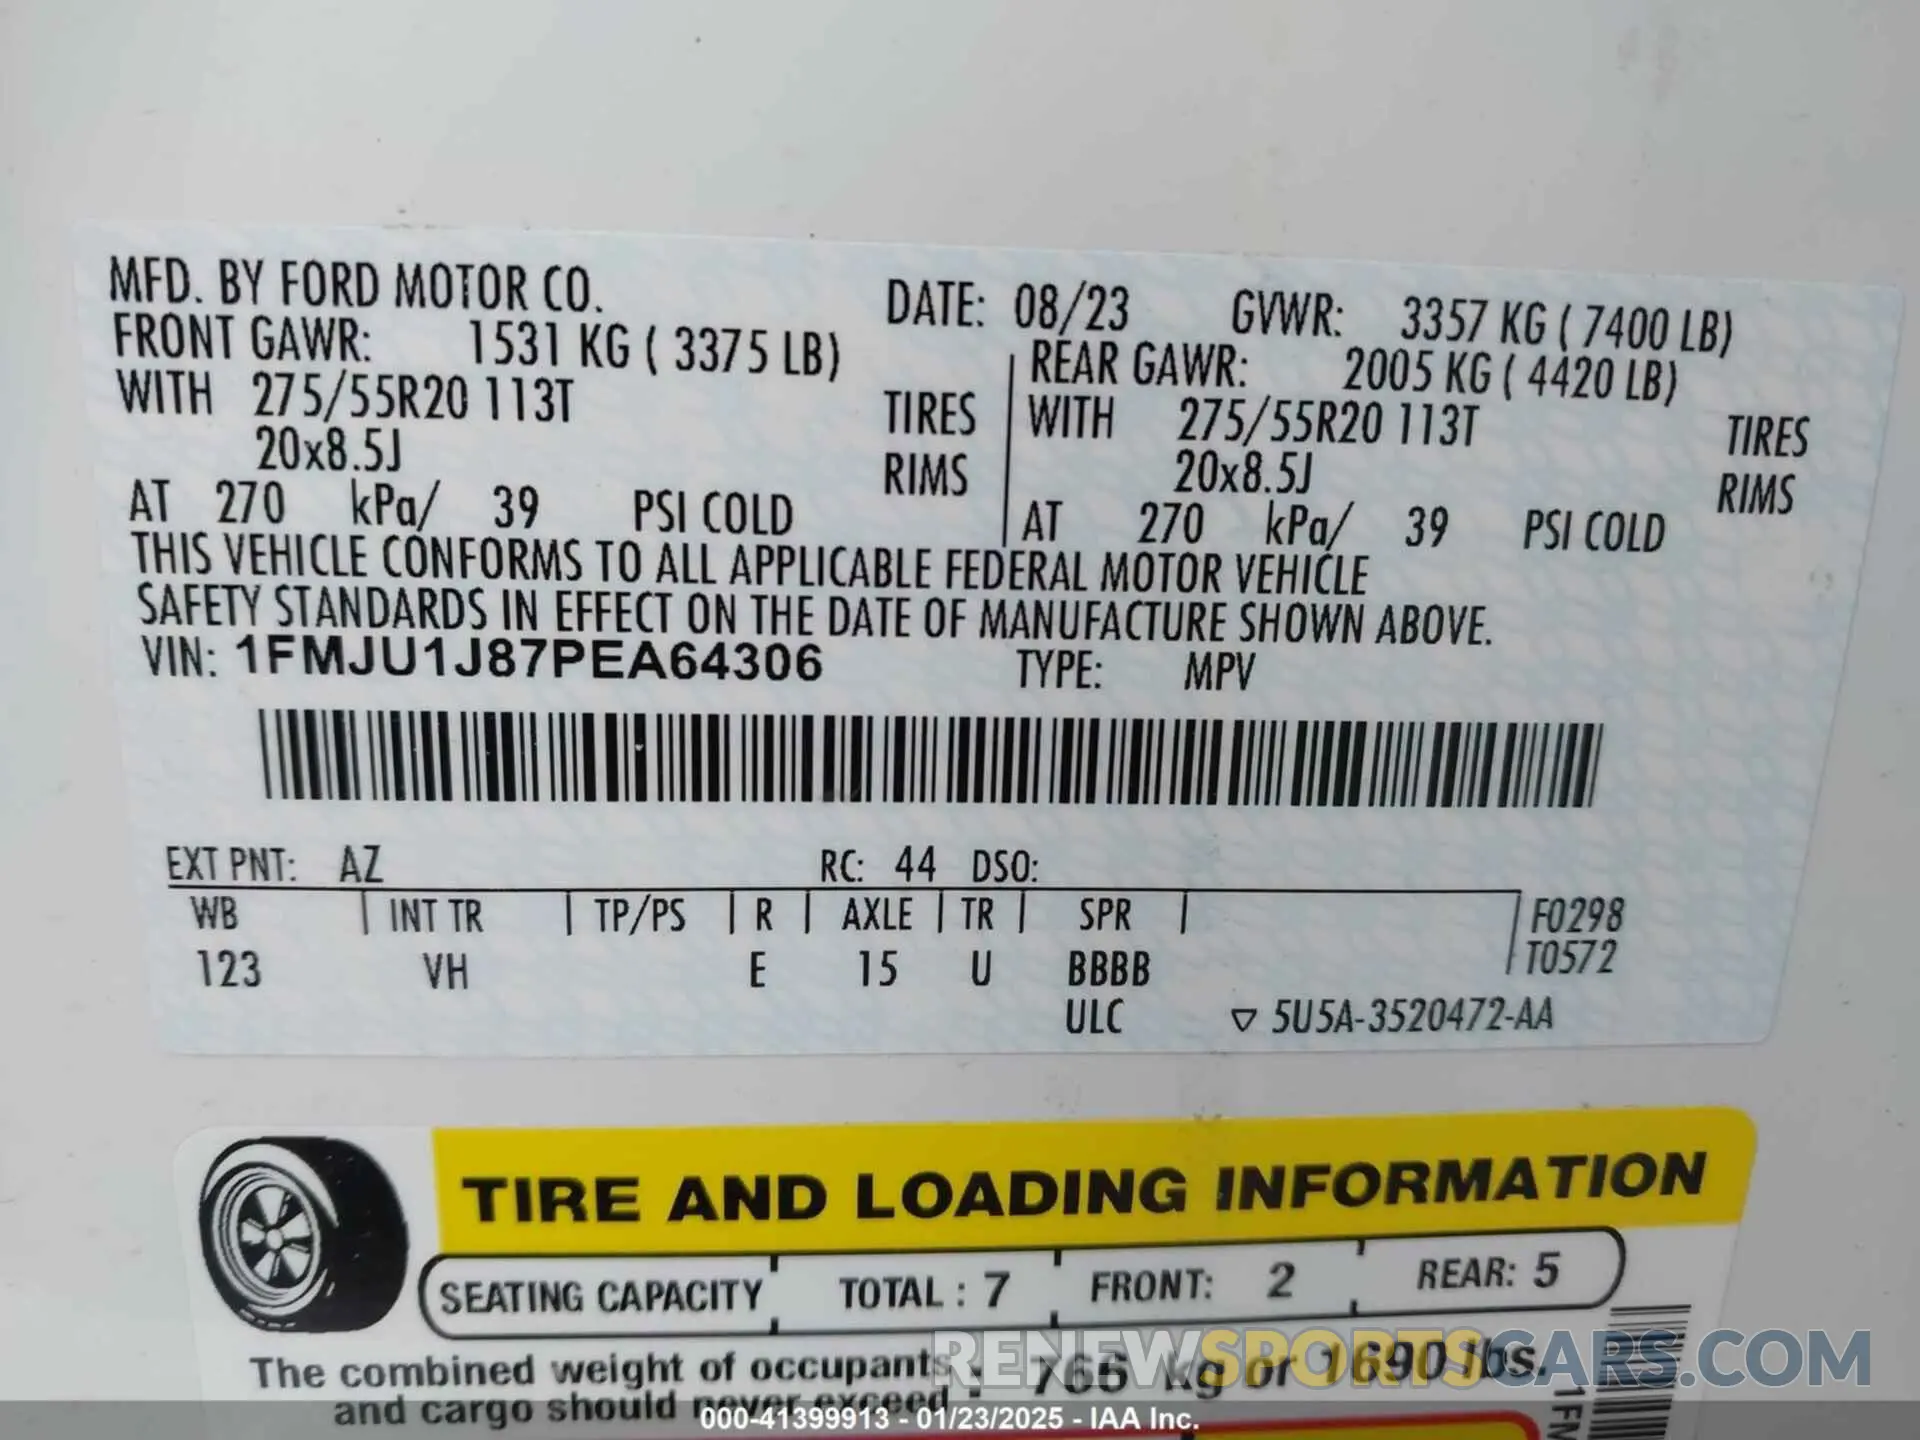 MFD. BY FORD MOTOR CO. DATE: 08/23 GVWR: 3357 KG ( 7400 LB)
FRONT GAWR: 1531 KG ( 3375 LB) REAR GAWR: 2005 KG ( 4420 LB)
WITH 275/55R20 113T TIRES WITH 275/55R20 113T TIRES
20x8.5J RIMS 20x8.5J RIMS
AT 270 kPa/ 39 PSI COLD AT 270 kPa/ 39 PSI COLD
THIS VEHICLE CONFORMS TO ALL APPLICABLE FEDERAL MOTOR VEHICLE
SAFETY STANDARDS IN EFFECT ON THE DATE OF MANUFACTURE SHOWN ABOVE.
VIN: 1FMJU1J87PEA64306 TYPE: MPV
EXT PNT: AZ RC: 44 DSO:
WB INT TR TP/PS R AXLE TR SPR F0298
123 VH E 15 U BBBB T0572
ULC ▽ 5U5A-3520472-AA
TIRE AND LOADING INFORMATION
SEATING CAPACITY TOTAL : 7 FRONT: 2 REAR: 5
The combined weight of occupants : 766 kg or 1690 lbs.
and cargo should never exceed
RENEWSPORTSCARS.COM
1FM
000-41399913 - 01/23/2025 - IAA Inc.